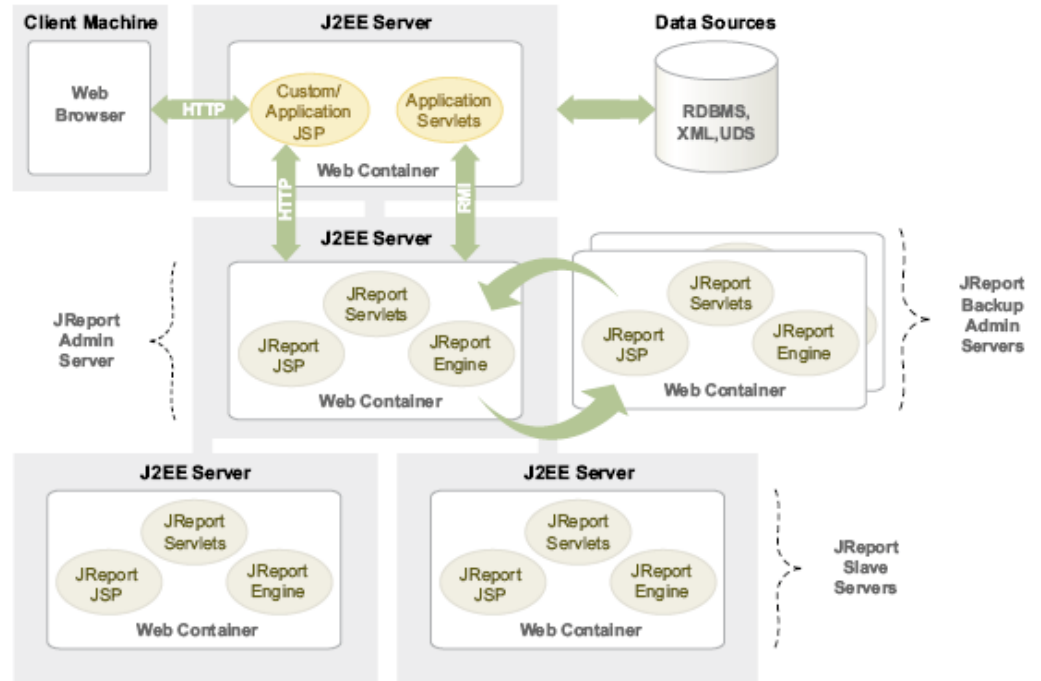 Client Machine
Web
Browser
HTTP
J2EE Server
Custom/
Application
JSP
Application
Servlets
Web Container
Data Sources
RDBMS,
XML,UDS
HTTP
RMI
J2EE Server
JReport
Admin
Server
JReport
Servlets
JReport
JSP
JReport
Engine
Web Container
JReport
Servlets
JReport
JSP
JReport
Engine
Web Container
JReport
Backup
Admin
Servers
J2EE Server
JReport
Servlets
JReport
JSP
JReport
Engine
Web Container
J2EE Server
JReport
Servlets
JReport
JSP
JReport
Engine
Web Container
JReport
Slave
Servers